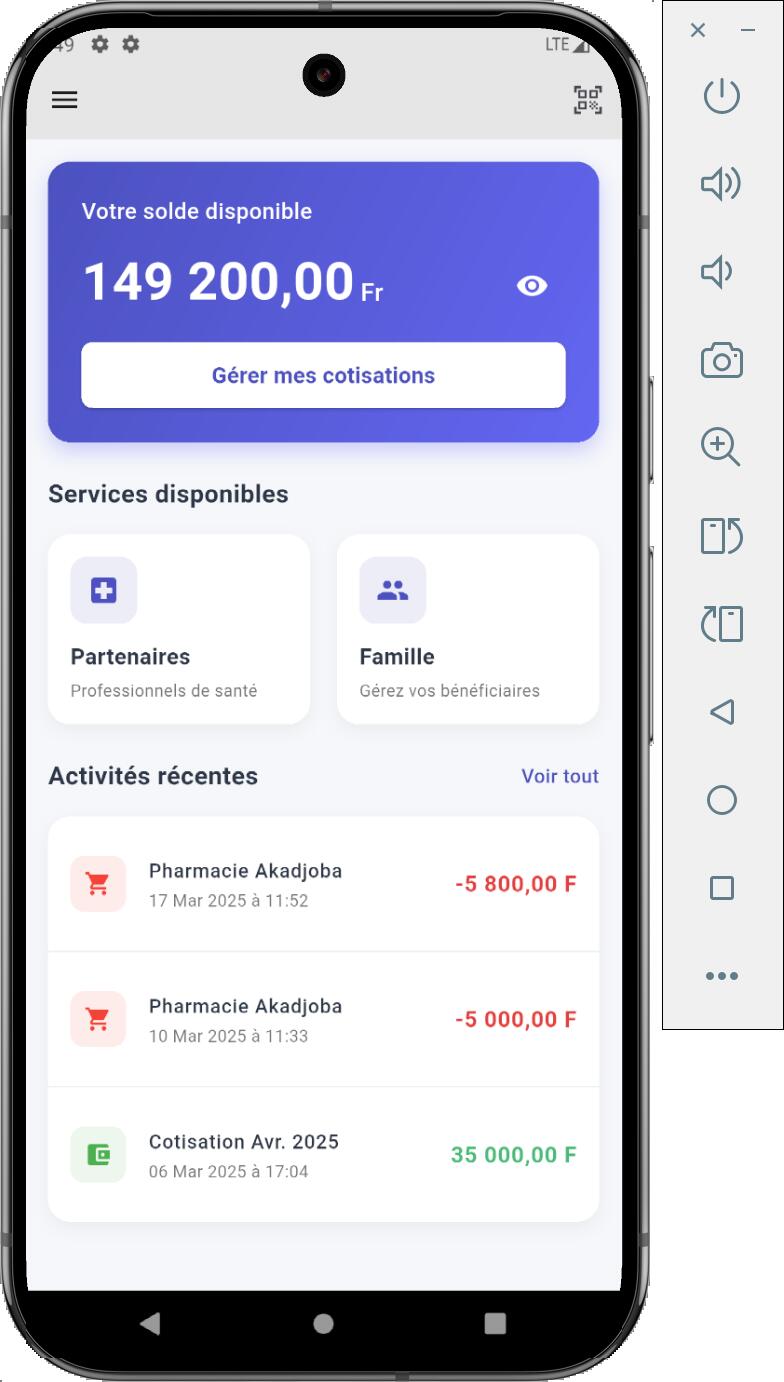 LTE
Votre solde disponible
149 200,00 Fr
Gérer mes cotisations
Services disponibles
Partenaires
Professionnels de santé
Famille
Gérez vos bénéficiaires
Activités récentes
Voir tout
Pharmacie Akadjoba
17 Mar 2025 à 11:52
-5 800,00 F
Pharmacie Akadjoba
10 Mar 2025 à 11:33
-5 000,00 F
Cotisation Avr. 2025
06 Mar 2025 à 17:04
35 000,00 F